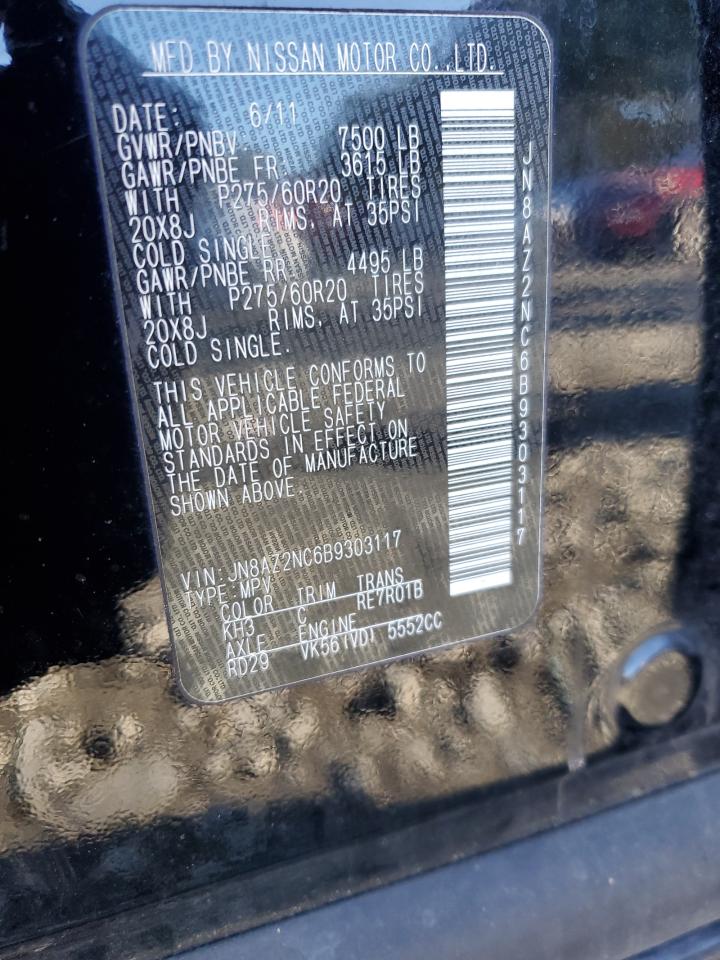 MFD BY NISSAN MOTOR CO.,LTD.
DATE: 6/11
GVWR/PNBV 7500 LB
GAWR/PNBE FR. 3615 LB
WITH P275/60R20 TIRES
20X8J RIMS, AT 35PSI
COLD SINGLE.
GAWR/PNBE RR. 4495 LB
WITH P275/60R20 TIRES
20X8J RIMS, AT 35PSI
COLD SINGLE.
THIS VEHICLE CONFORMS TO
ALL APPLICABLE FEDERAL
MOTOR VEHICLE SAFETY
STANDARDS IN EFFECT ON
THE DATE OF MANUFACTURE
SHOWN ABOVE.
VIN: JN8AZ2NC6B9303117
TYPE: MPV
COLOR TRIM TRANS
KH3 C RE7R01B
AXLE ENGINE
RD29 VK56(VD) 5552CC
JN8AZ2NC6B9303117